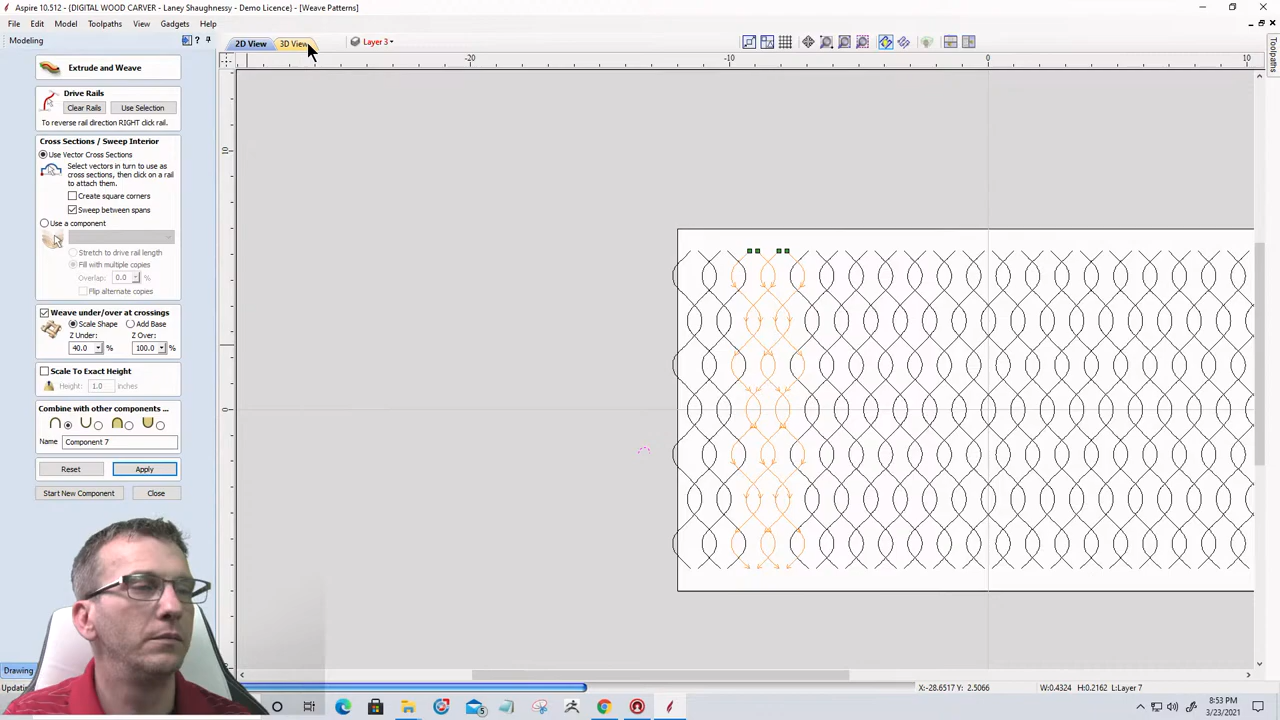 Aspire 10.512 - (DIGITAL WOOD CARVER - Laney Shaughnessy - Demo Licence) - [Weave Patterns]
File Edit Model Toolpaths View Gadgets Help
Modeling
2D View 3D View Layer 3
-20 -10 0 10
10
0
Toolpaths
Extrude and Weave
Drive Rails
Clear Rails Use Selection
To reverse rail direction RIGHT click rail.
Cross Sections / Sweep Interior
Use Vector Cross Sections
Select vectors in turn to use as
cross sections, then click on a rail
to attach them.
Create square corners
Sweep between spans
Use a component
Stretch to drive rail length
Fill with multiple copies
Overlap: 0.0 %
Flip alternate copies
Weave under/over at crossings
Scale Shape Add Base
Z Under: Z Over:
40.0 % 100.0 %
Scale To Exact Height
Height: 1.0 inches
Combine with other components ...
Name Component 7
Reset Apply
Start New Component Close
Drawing
Updatin
X:-28.6517 Y: 2.5066 W:0.4324 H:0.2162 L:Layer 7
5
8:53 PM
3/23/2021